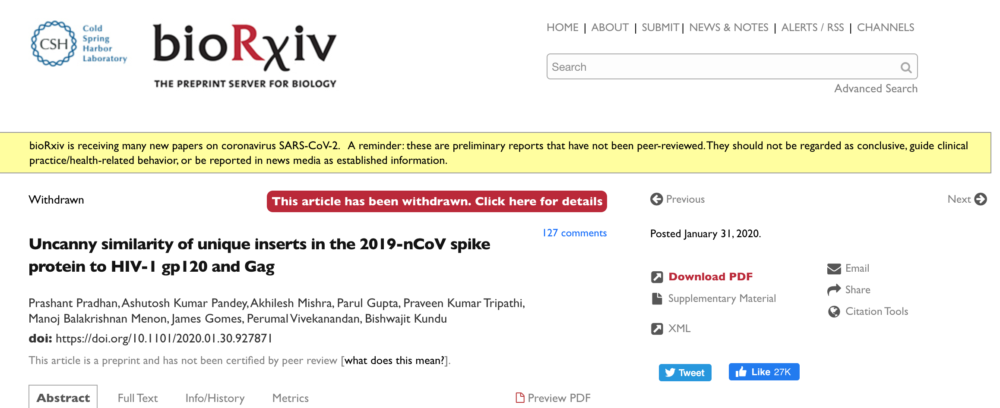 CSH
Cold
Spring
Harbor
Laboratory
bioRxiv
THE PREPRINT SERVER FOR BIOLOGY
HOME | ABOUT | SUBMIT | NEWS & NOTES | ALERTS / RSS | CHANNELS
Search
Advanced Search
bioRxiv is receiving many new papers on coronavirus SARS-CoV-2. A reminder: these are preliminary reports that have not been peer-reviewed. They should not be regarded as conclusive, guide clinical
practice/health-related behavior, or be reported in news media as established information.
Withdrawn
This article has been withdrawn. Click here for details
127 comments
Uncanny similarity of unique inserts in the 2019-nCoV spike
protein to HIV-1 gp120 and Gag
Prashant Pradhan, Ashutosh Kumar Pandey, Akhilesh Mishra, Parul Gupta, Praveen Kumar Tripathi,
Manoj Balakrishnan Menon, James Gomes, Perumal Vivekanandan, Bishwajit Kundu
doi: https://doi.org/10.1101/2020.01.30.927871
This article is a preprint and has not been certified by peer review [what does this mean?].
Abstract Full Text Info/History Metrics Preview PDF
Previous Next
Posted January 31, 2020.
Download PDF
Supplementary Material
XML
Email
Share
Citation Tools
Tweet Like 27K